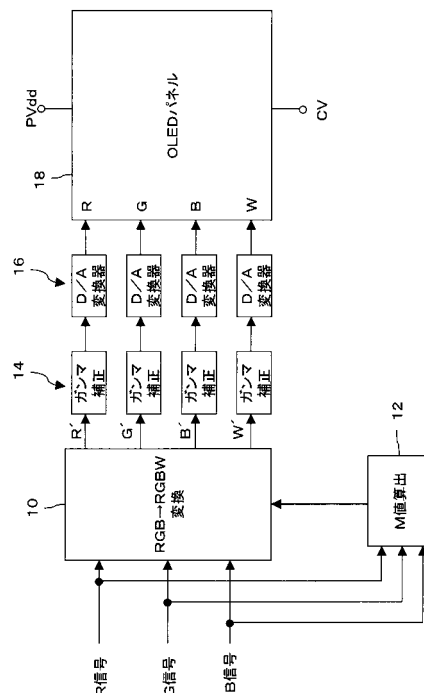 R信号
G信号
B信号
10
RGB→RGBW
変換
12
M値算出
R´
G´
B´
W´
14
ガンマ
補正
ガンマ
補正
ガンマ
補正
ガンマ
補正
16
D/A
変換器
D/A
変換器
D/A
変換器
D/A
変換器
18
R
G
B
W
OLEDパネル
PVdd
CV